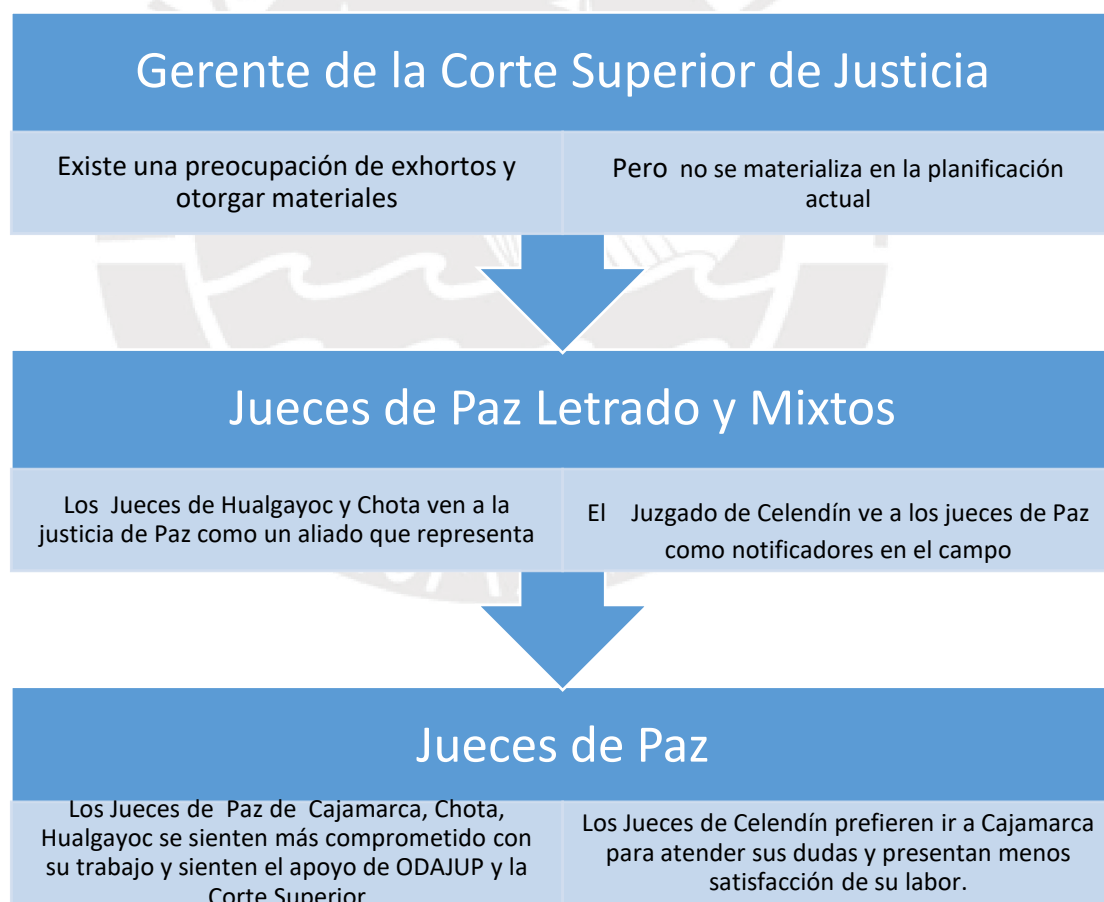 Gerente de la Corte Superior de Justicia
Existe una preocupación de exhortos y
otorgar materiales
Pero no se materializa en la planificación
actual
Jueces de Paz Letrado y Mixtos
Los Jueces de Hualgayoc y Chota ven a la
justicia de Paz como un aliado que representa
El Juzgado de Celendín ve a los jueces de Paz
como notificadores en el campo
Jueces de Paz
Los Jueces de Paz de Cajamarca, Chota,
Hualgayoc se sienten más comprometido con
su trabajo y sienten el apoyo de ODAJUP y la
Corte Superior
Los Jueces de Celendín prefieren ir a Cajamarca
para atender sus dudas y presentan menos
satisfacción de su labor.